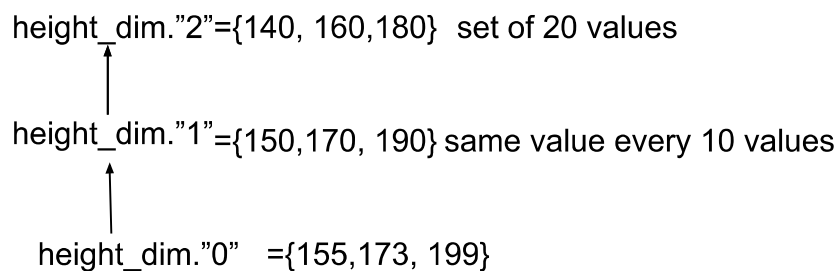 height_dim.”2”={140, 160,180} set of 20 values
height_dim.”1”={150,170, 190} same value every 10 values
height_dim.”0” ={155,173, 199}